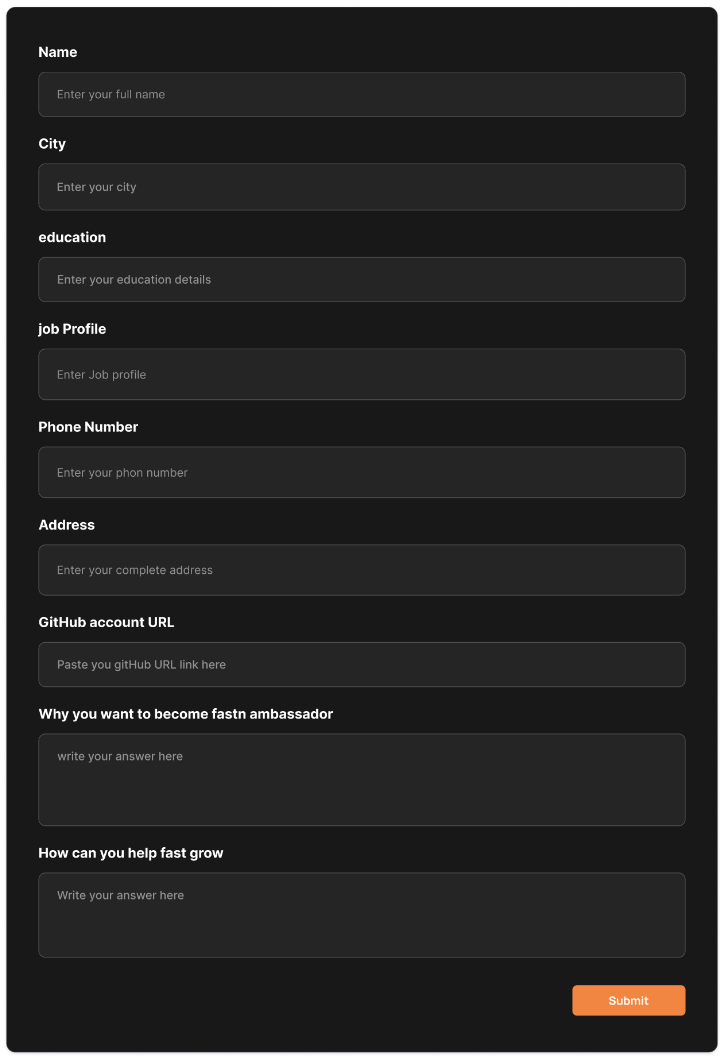 Name
Enter your full name
City
Enter your city
education
Enter your education details
job Profile
Enter Job profile
Phone Number
Enter your phon number
Address
Enter your complete address
GitHub account URL
Paste you gitHub URL link here
Why you want to become fastn ambassador
write your answer here
How can you help fast grow
Write your answer here
Submit